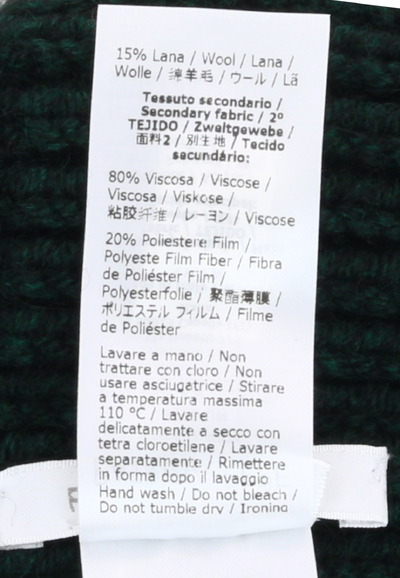 15% Lana / Wool / Lana /
Wolle / 绵羊毛 / ウール / Lã
Tessuto secondario /
Secondary fabric / 2º
TEJIDO / Zweitgewebe /
面料2 / 別生地 / Tecido
secundário:
80% Viscosa / Viscose /
Viscosa / Viskose /
粘胶纤维 / レーヨン / Viscose
20% Poliestere Film /
Polyeste Film Fiber / Fibra
de Poliéster Film /
Polyesterfolie / 聚酯薄膜 /
ポリエステル フィルム / Filme
de Poliéster
Lavare a mano / Non
trattare con cloro / Non
usare asciugatrice / Stirare
a temperatura massima
110 °C / Lavare
delicatamente a secco con
tetra cloroetilene / Lavare
separatamente / Rimettere
in forma dopo il lavaggio
Hand wash / Do not bleach /
Do not tumble dry / Ironing